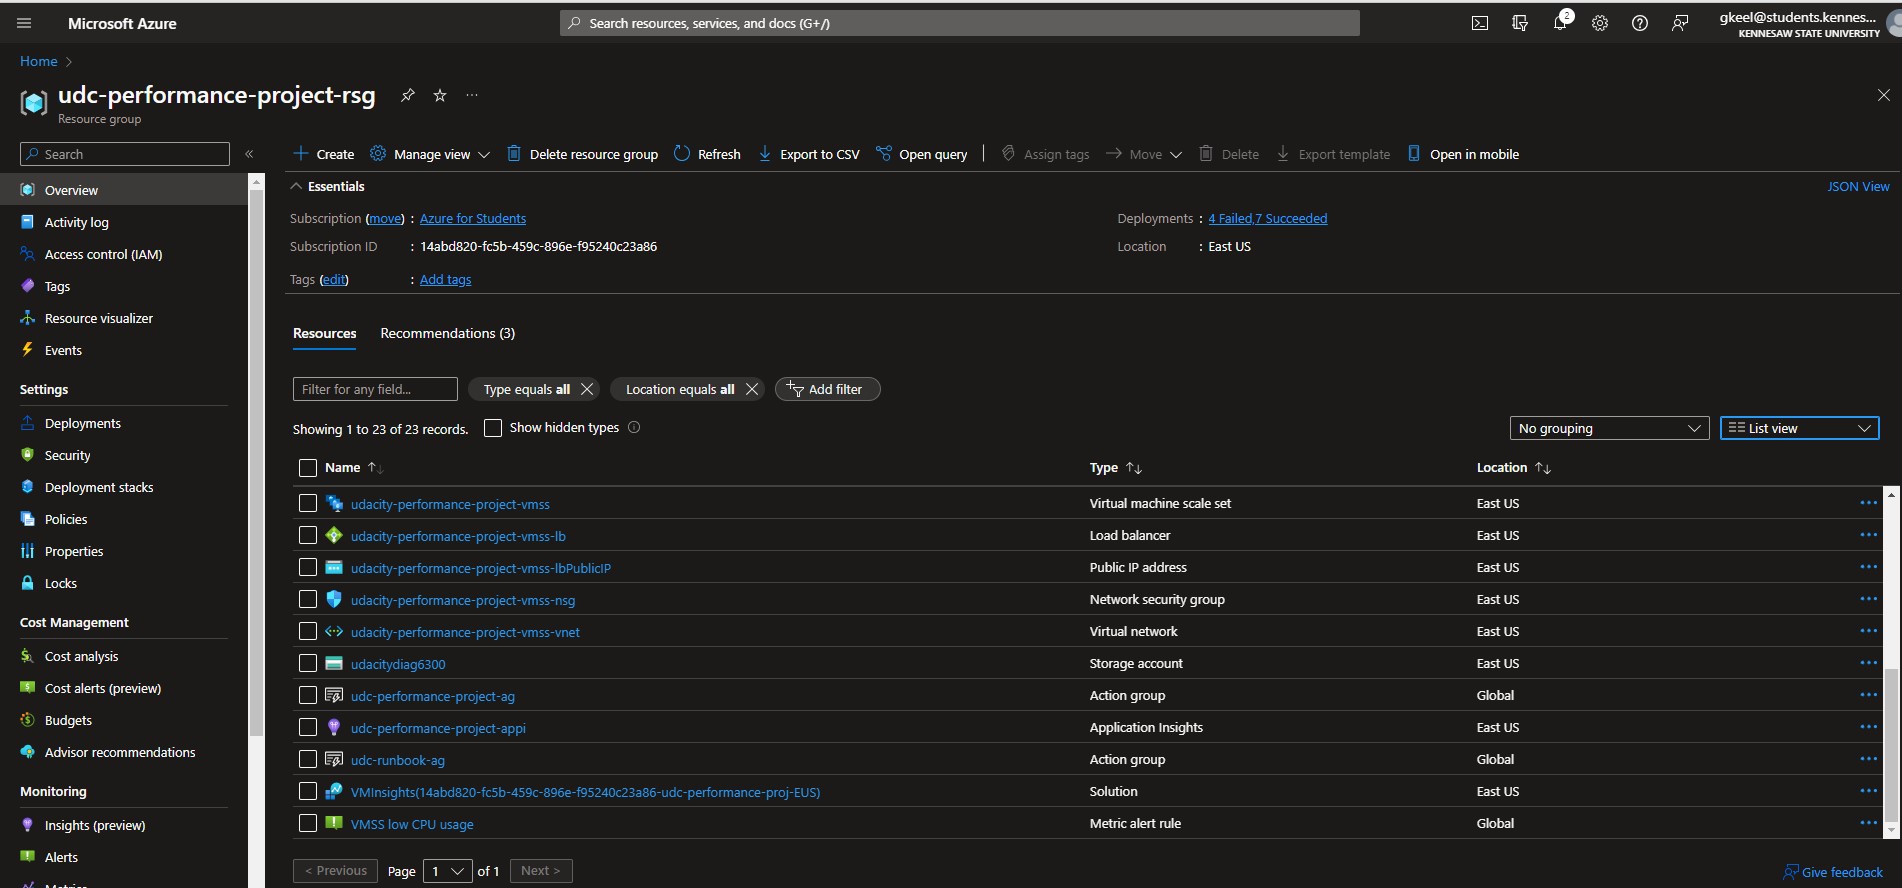 Microsoft Azure
Search resources, services, and docs (G+/)
2
gkeel@students.kennes...
KENNESAW STATE UNIVERSITY
Home
udc-performance-project-rsg
Resource group
Search
Create Manage view Delete resource group Refresh Export to CSV Open query Assign tags Move Delete Export template Open in mobile
Overview
Activity log
Access control (IAM)
Tags
Resource visualizer
Events
Settings
Deployments
Security
Deployment stacks
Policies
Properties
Locks
Cost Management
Cost analysis
Cost alerts (preview)
Budgets
Advisor recommendations
Monitoring
Insights (preview)
Alerts
Essentials
JSON View
Subscription (move) : Azure for Students
Deployments : 4 Failed,7 Succeeded
Subscription ID : 14abd820-fc5b-459c-896e-f95240c23a86
Location : East US
Tags (edit) : Add tags
Resources Recommendations (3)
Filter for any field... Type equals all Location equals all Add filter
Showing 1 to 23 of 23 records. Show hidden types
No grouping List view
Name Type Location
udacity-performance-project-vmss Virtual machine scale set East US
udacity-performance-project-vmss-lb Load balancer East US
udacity-performance-project-vmss-lbPublicIP Public IP address East US
udacity-performance-project-vmss-nsg Network security group East US
udacity-performance-project-vmss-vnet Virtual network East US
udacitydiag6300 Storage account East US
udc-performance-project-ag Action group Global
udc-performance-project-appi Application Insights East US
udc-runbook-ag Action group Global
VMInsights(14abd820-fc5b-459c-896e-f95240c23a86-udc-performance-proj-EUS) Solution East US
VMSS low CPU usage Metric alert rule Global
< Previous Page 1 of 1 Next >
Give feedback